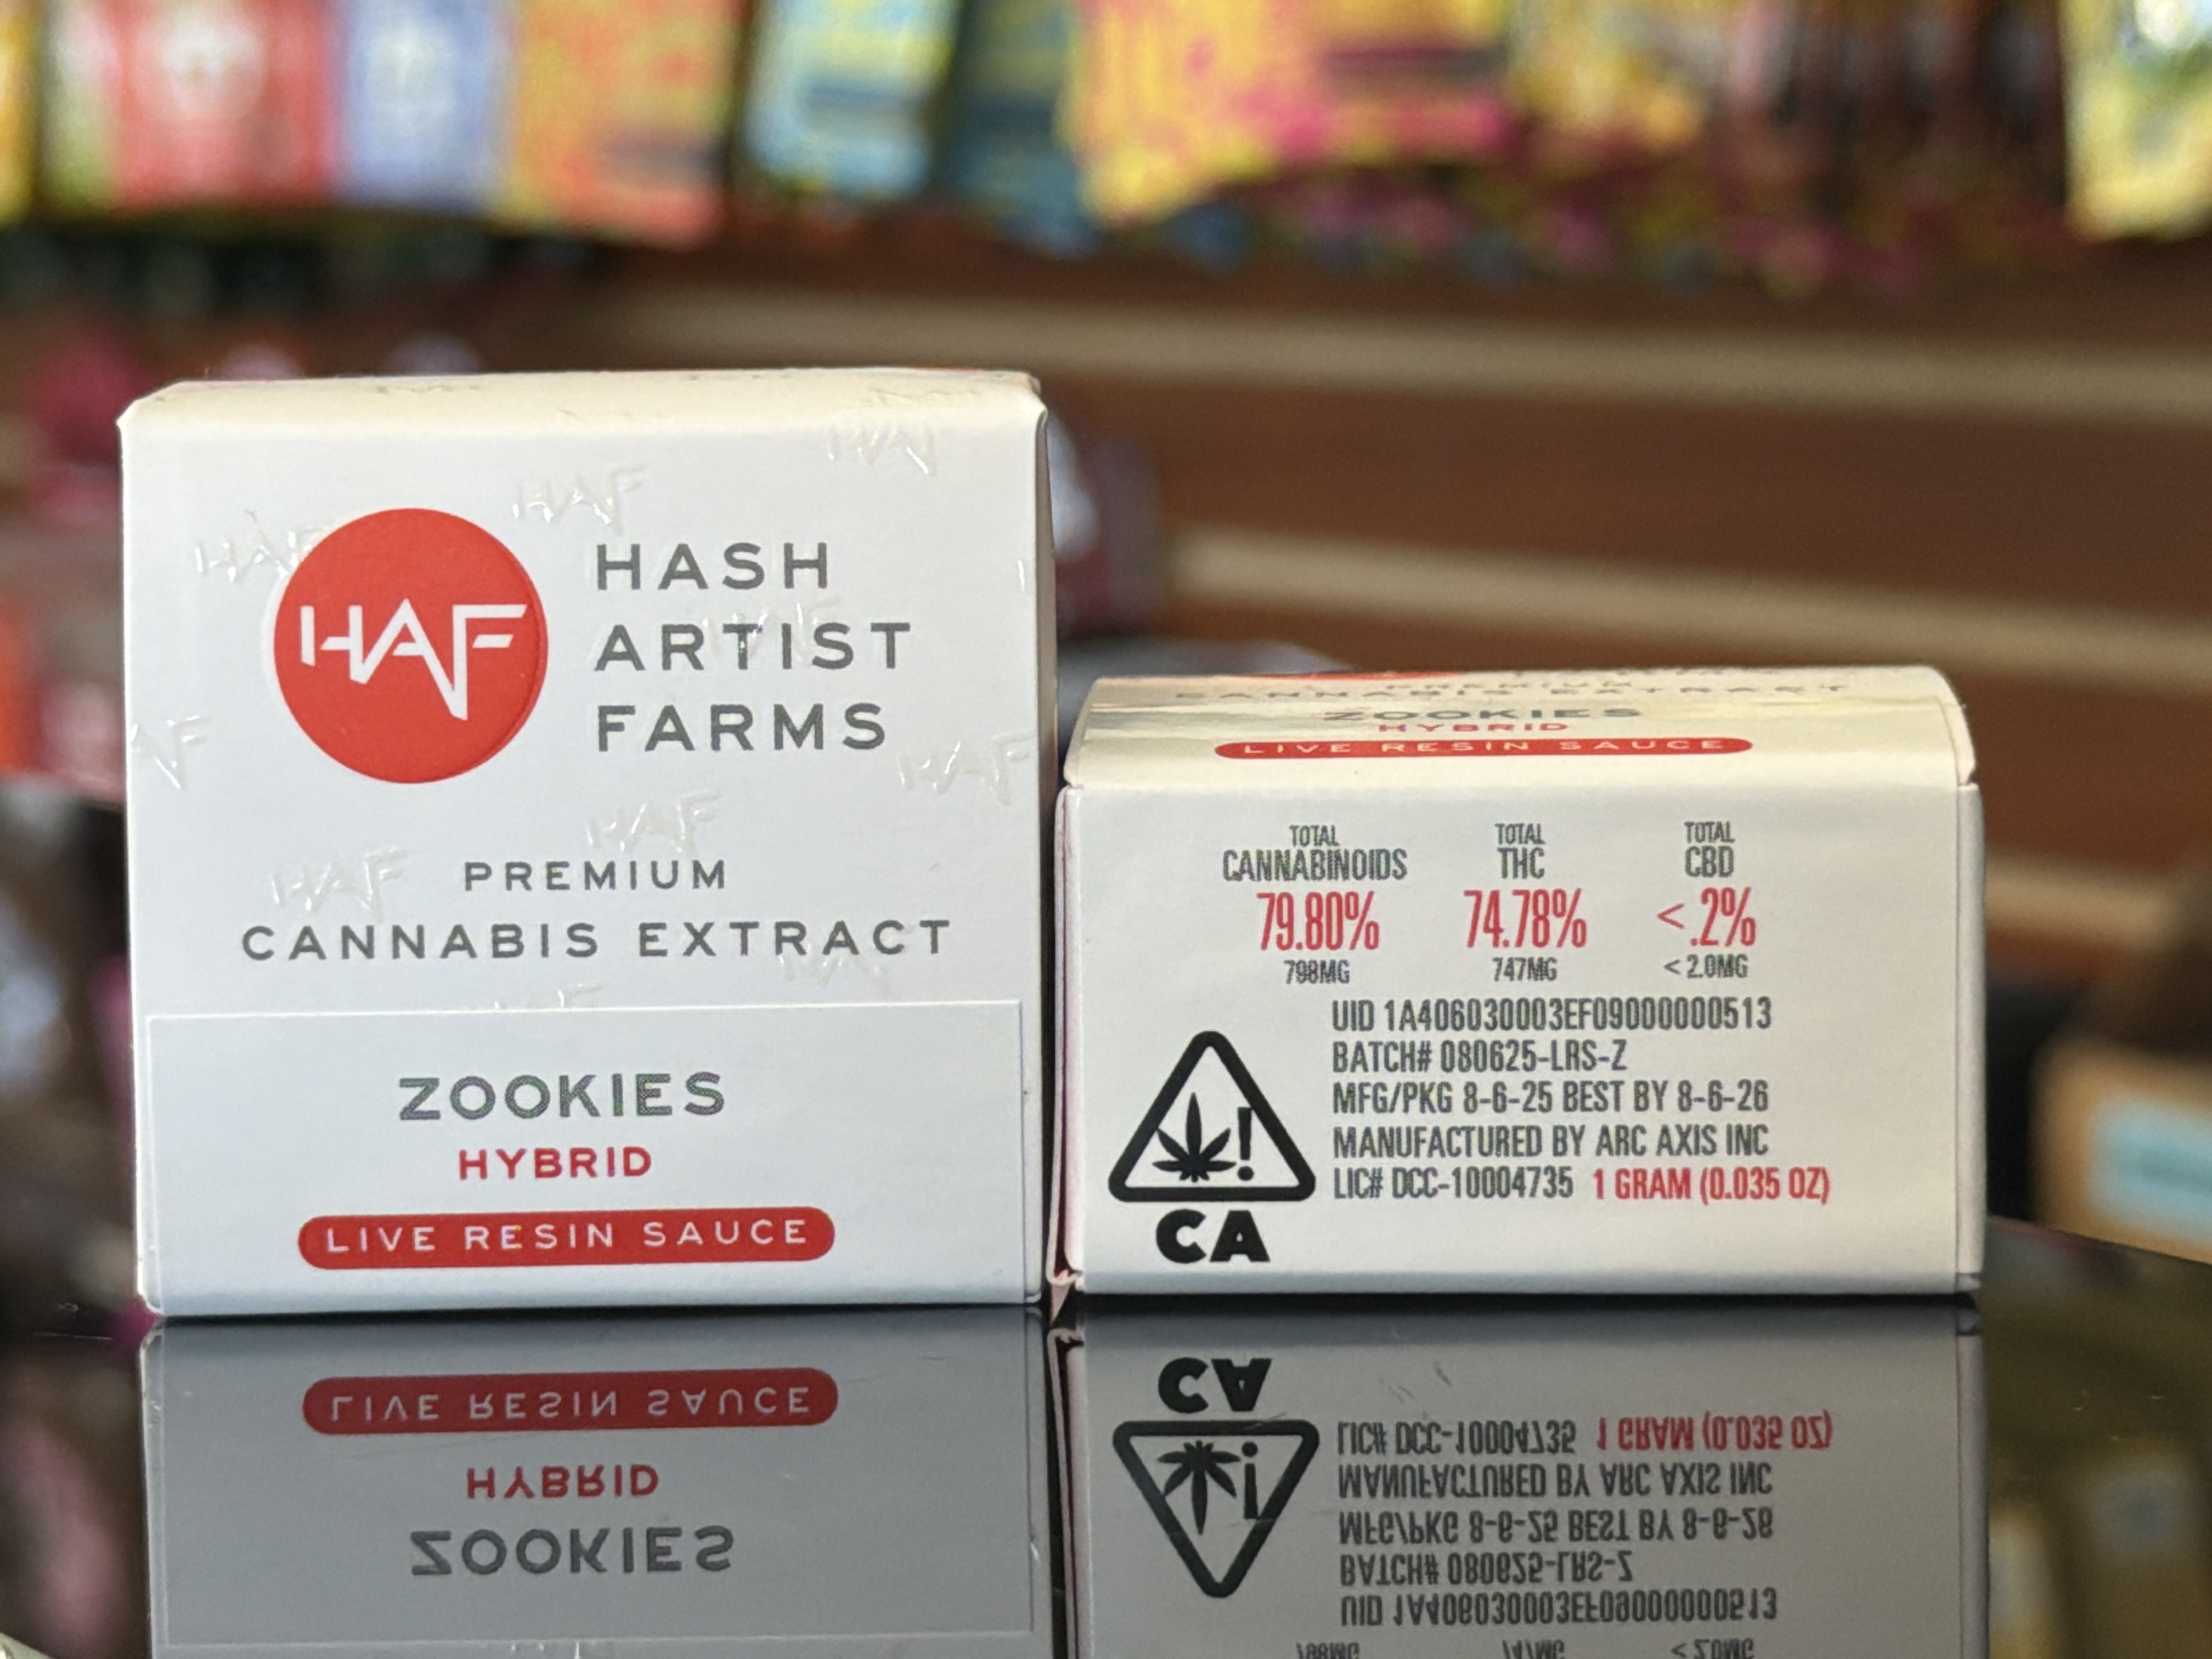 HAF
HASH
ARTIST
FARMS
PREMIUM
CANNABIS EXTRACT
ZOOKIES
HYBRID
LIVE RESIN SAUCE
PREMIUM
CANNABIS EXTRACT
ZOOKIES
HYBRID
LIVE RESIN SAUCE
TOTAL CANNABINOIDS
79.80%
798MG
TOTAL THC
74.78%
747MG
TOTAL CBD
<.2%
<2.0MG
UID 1A406030003EF09000000513
BATCH# 080625-LRS-Z
MFG/PKG 8-6-25 BEST BY 8-6-26
MANUFACTURED BY ARC AXIS INC
LIC# DCC-10004735 1 GRAM (0.035 OZ)
!
CA